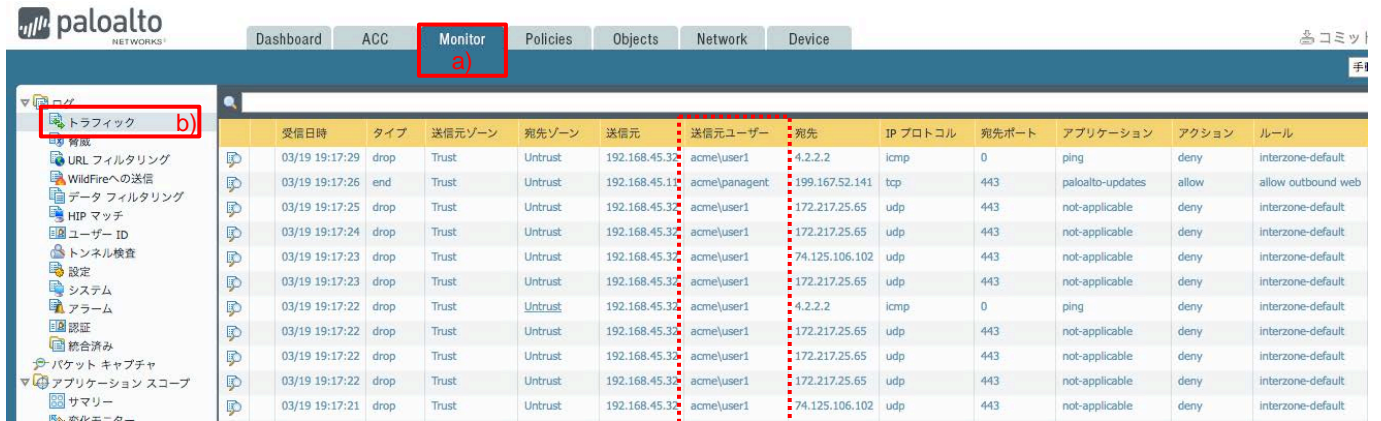 paloalto
NETWORKS
Dashboard ACC Monitor Policies Objects Network Device
コミット
a)
手動
ログ
トラフィック b)
脅威
URL フィルタリング
WildFireへの送信
データ フィルタリング
HIP マッチ
ユーザー ID
トンネル検査
設定
システム
アラーム
認証
統合済み
パケット キャプチャ
アプリケーション スコープ
サマリー
変化モニター
受信日時 タイプ 送信元ゾーン 宛先ゾーン 送信元 送信元ユーザー 宛先 IP プロトコル 宛先ポート アプリケーション アクション ルール
03/19 19:17:29 drop Trust Untrust 192.168.45.32 acme\user1 4.2.2.2 icmp 0 ping deny interzone-default
03/19 19:17:26 end Trust Untrust 192.168.45.11 acme\panagent 199.167.52.141 tcp 443 paloalto-updates allow allow outbound web
03/19 19:17:25 drop Trust Untrust 192.168.45.32 acme\user1 172.217.25.65 udp 443 not-applicable deny interzone-default
03/19 19:17:24 drop Trust Untrust 192.168.45.32 acme\user1 172.217.25.65 udp 443 not-applicable deny interzone-default
03/19 19:17:23 drop Trust Untrust 192.168.45.32 acme\user1 74.125.106.102 udp 443 not-applicable deny interzone-default
03/19 19:17:23 drop Trust Untrust 192.168.45.32 acme\user1 172.217.25.65 udp 443 not-applicable deny interzone-default
03/19 19:17:22 drop Trust Untrust 192.168.45.32 acme\user1 4.2.2.2 icmp 0 ping deny interzone-default
03/19 19:17:22 drop Trust Untrust 192.168.45.32 acme\user1 172.217.25.65 udp 443 not-applicable deny interzone-default
03/19 19:17:22 drop Trust Untrust 192.168.45.32 acme\user1 172.217.25.65 udp 443 not-applicable deny interzone-default
03/19 19:17:22 drop Trust Untrust 192.168.45.32 acme\user1 172.217.25.65 udp 443 not-applicable deny interzone-default
03/19 19:17:21 drop Trust Untrust 192.168.45.32 acme\user1 74.125.106.102 udp 443 not-applicable deny interzone-default